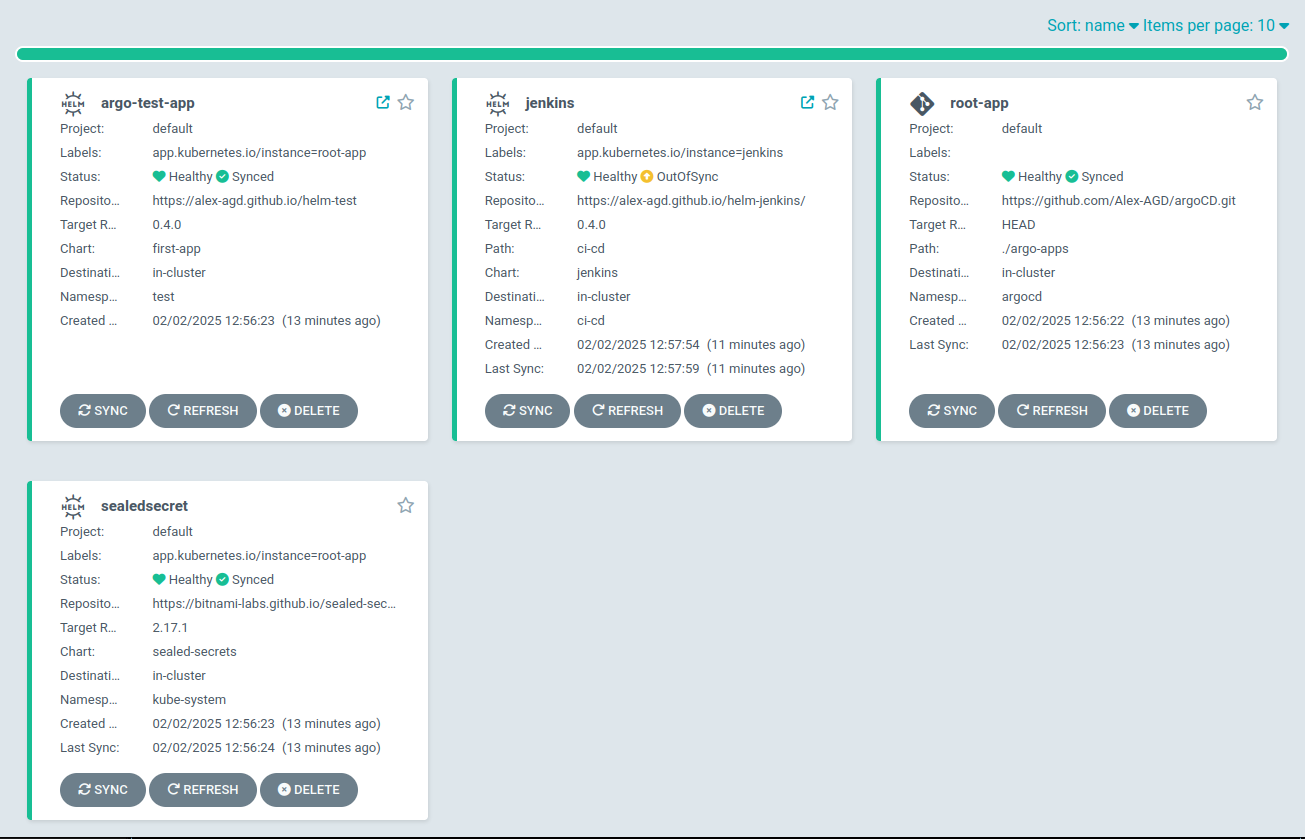 Sort: name Items per page: 10
HELM argo-test-app
Project: default
Labels: app.kubernetes.io/instance=root-app
Status: Healthy Synced
Reposito... https://alex-agd.github.io/helm-test
Target R... 0.4.0
Chart: first-app
Destinati... in-cluster
Namesp... test
Created ... 02/02/2025 12:56:23 (13 minutes ago)
SYNC REFRESH DELETE
HELM jenkins
Project: default
Labels: app.kubernetes.io/instance=jenkins
Status: Healthy OutOfSync
Reposito... https://alex-agd.github.io/helm-jenkins/
Target R... 0.4.0
Path: ci-cd
Chart: jenkins
Destinati... in-cluster
Namesp... ci-cd
Created ... 02/02/2025 12:57:54 (11 minutes ago)
Last Sync: 02/02/2025 12:57:59 (11 minutes ago)
SYNC REFRESH DELETE
root-app
Project: default
Labels:
Status: Healthy Synced
Reposito... https://github.com/Alex-AGD/argoCD.git
Target R... HEAD
Path: ./argo-apps
Destinati... in-cluster
Namesp... argocd
Created ... 02/02/2025 12:56:22 (13 minutes ago)
Last Sync: 02/02/2025 12:56:23 (13 minutes ago)
SYNC REFRESH DELETE
HELM sealedsecret
Project: default
Labels: app.kubernetes.io/instance=root-app
Status: Healthy Synced
Reposito... https://bitnami-labs.github.io/sealed-sec...
Target R... 2.17.1
Chart: sealed-secrets
Destinati... in-cluster
Namesp... kube-system
Created ... 02/02/2025 12:56:23 (13 minutes ago)
Last Sync: 02/02/2025 12:56:24 (13 minutes ago)
SYNC REFRESH DELETE